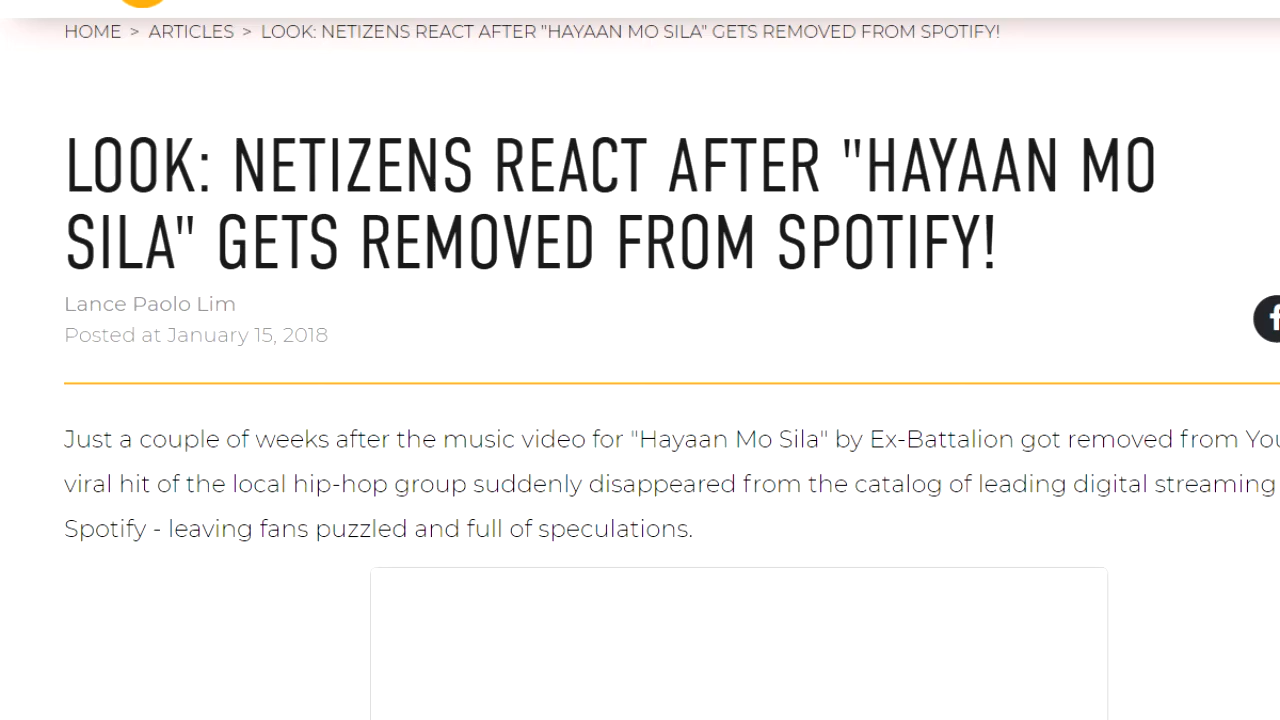 HOME > ARTICLES > LOOK: NETIZENS REACT AFTER "HAYAAN MO SILA" GETS REMOVED FROM SPOTIFY!
LOOK: NETIZENS REACT AFTER "HAYAAN MO
SILA" GETS REMOVED FROM SPOTIFY!
Lance Paolo Lim
Posted at January 15, 2018
Just a couple of weeks after the music video for "Hayaan Mo Sila" by Ex-Battalion got removed from
viral hit of the local hip-hop group suddenly disappeared from the catalog of leading digital streaming
Spotify - leaving fans puzzled and full of speculations.